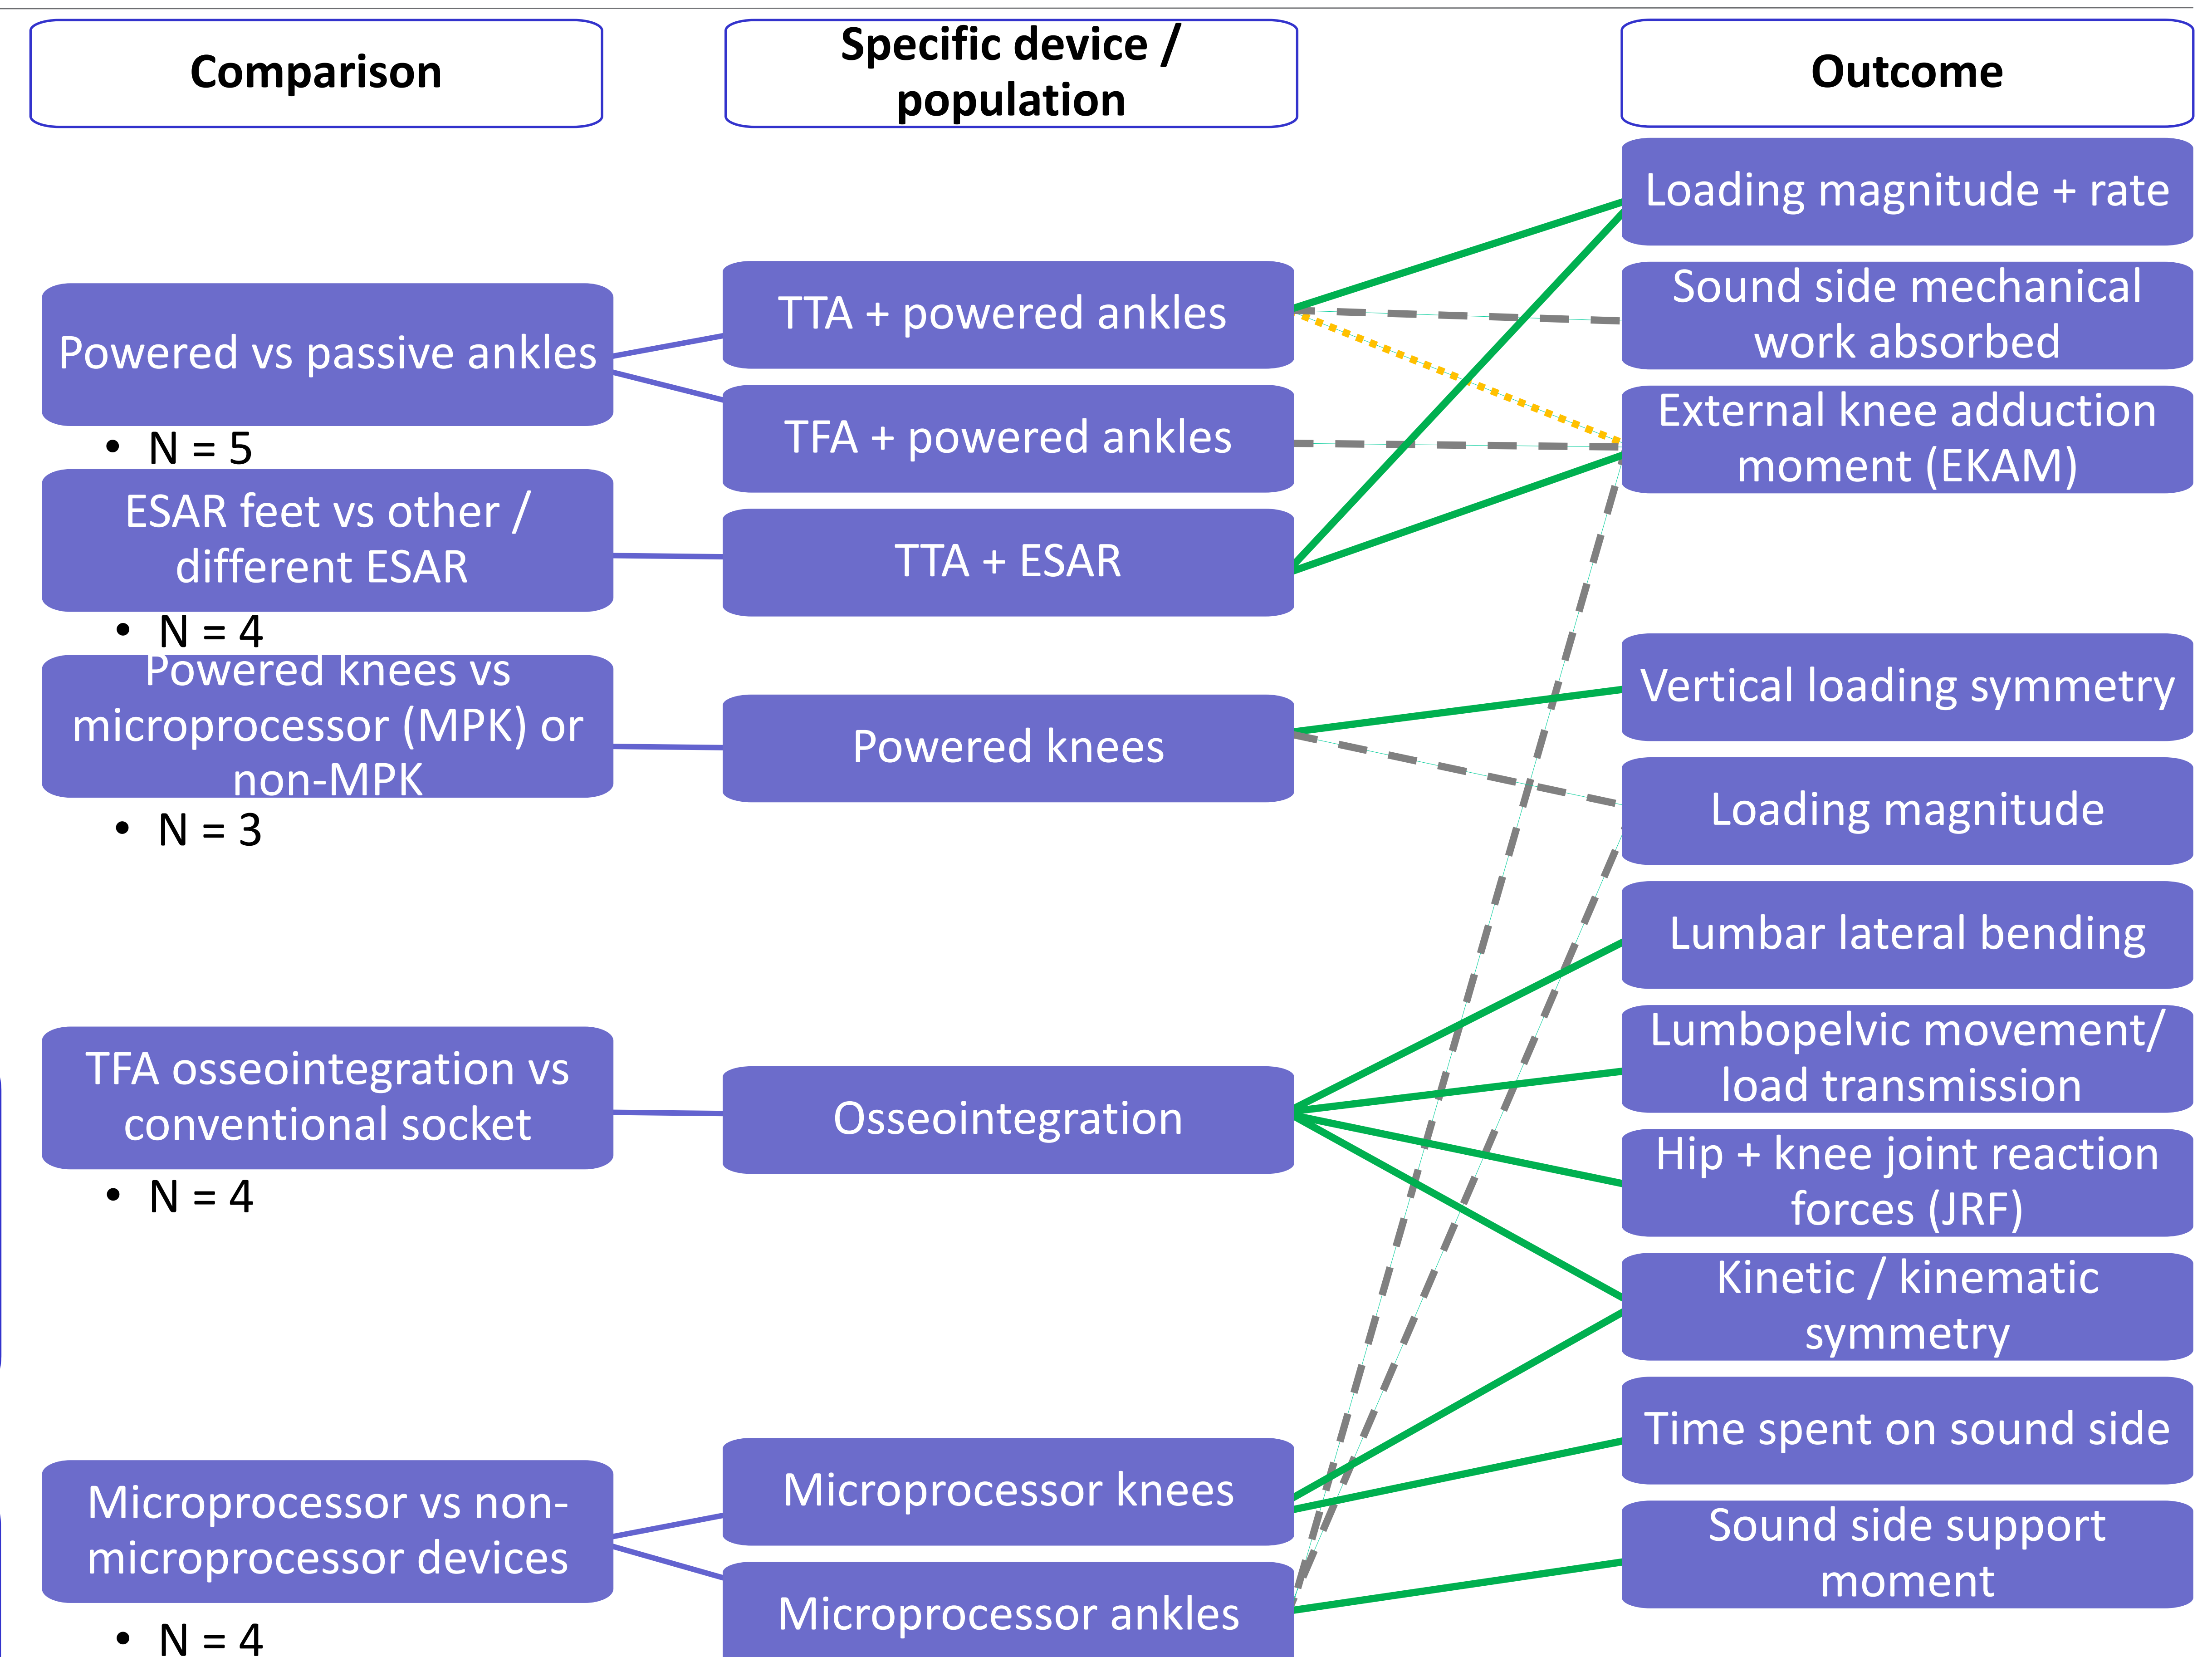 Comparison
Specific device /
population
Outcome
Powered vs passive ankles
• N = 5
ESAR feet vs other /
different ESAR
• N = 4
Powered knees vs
microprocessor (MPK) or
non-MPK
• N = 3
TFA osseointegration vs
conventional socket
• N = 4
Microprocessor vs non-
microprocessor devices
• N = 4
TTA + powered ankles
TFA + powered ankles
TTA + ESAR
Powered knees
Osseointegration
Microprocessor knees
Microprocessor ankles
Loading magnitude + rate
Sound side mechanical
work absorbed
External knee adduction
moment (EKAM)
Vertical loading symmetry
Loading magnitude
Lumbar lateral bending
Lumbopelvic movement/
load transmission
Hip + knee joint reaction
forces (JRF)
Kinetic / kinematic
symmetry
Time spent on sound side
Sound side support
moment